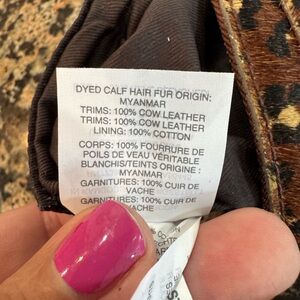 DYED CALF HAIR FUR ORIGIN:
MYANMAR
TRIMS: 100% COW LEATHER
TRIMS: 100% COW LEATHER
LINING: 100% COTTON
CORPS: 100% FOURRURE DE
POILS DE VEAU VÉRITABLE
BLANCHIS/TEINTS ORIGINE :
MYANMAR
GARNITURES: 100% CUIR DE
VACHE
GARNITURES: 100% CUIR DE
VACHE